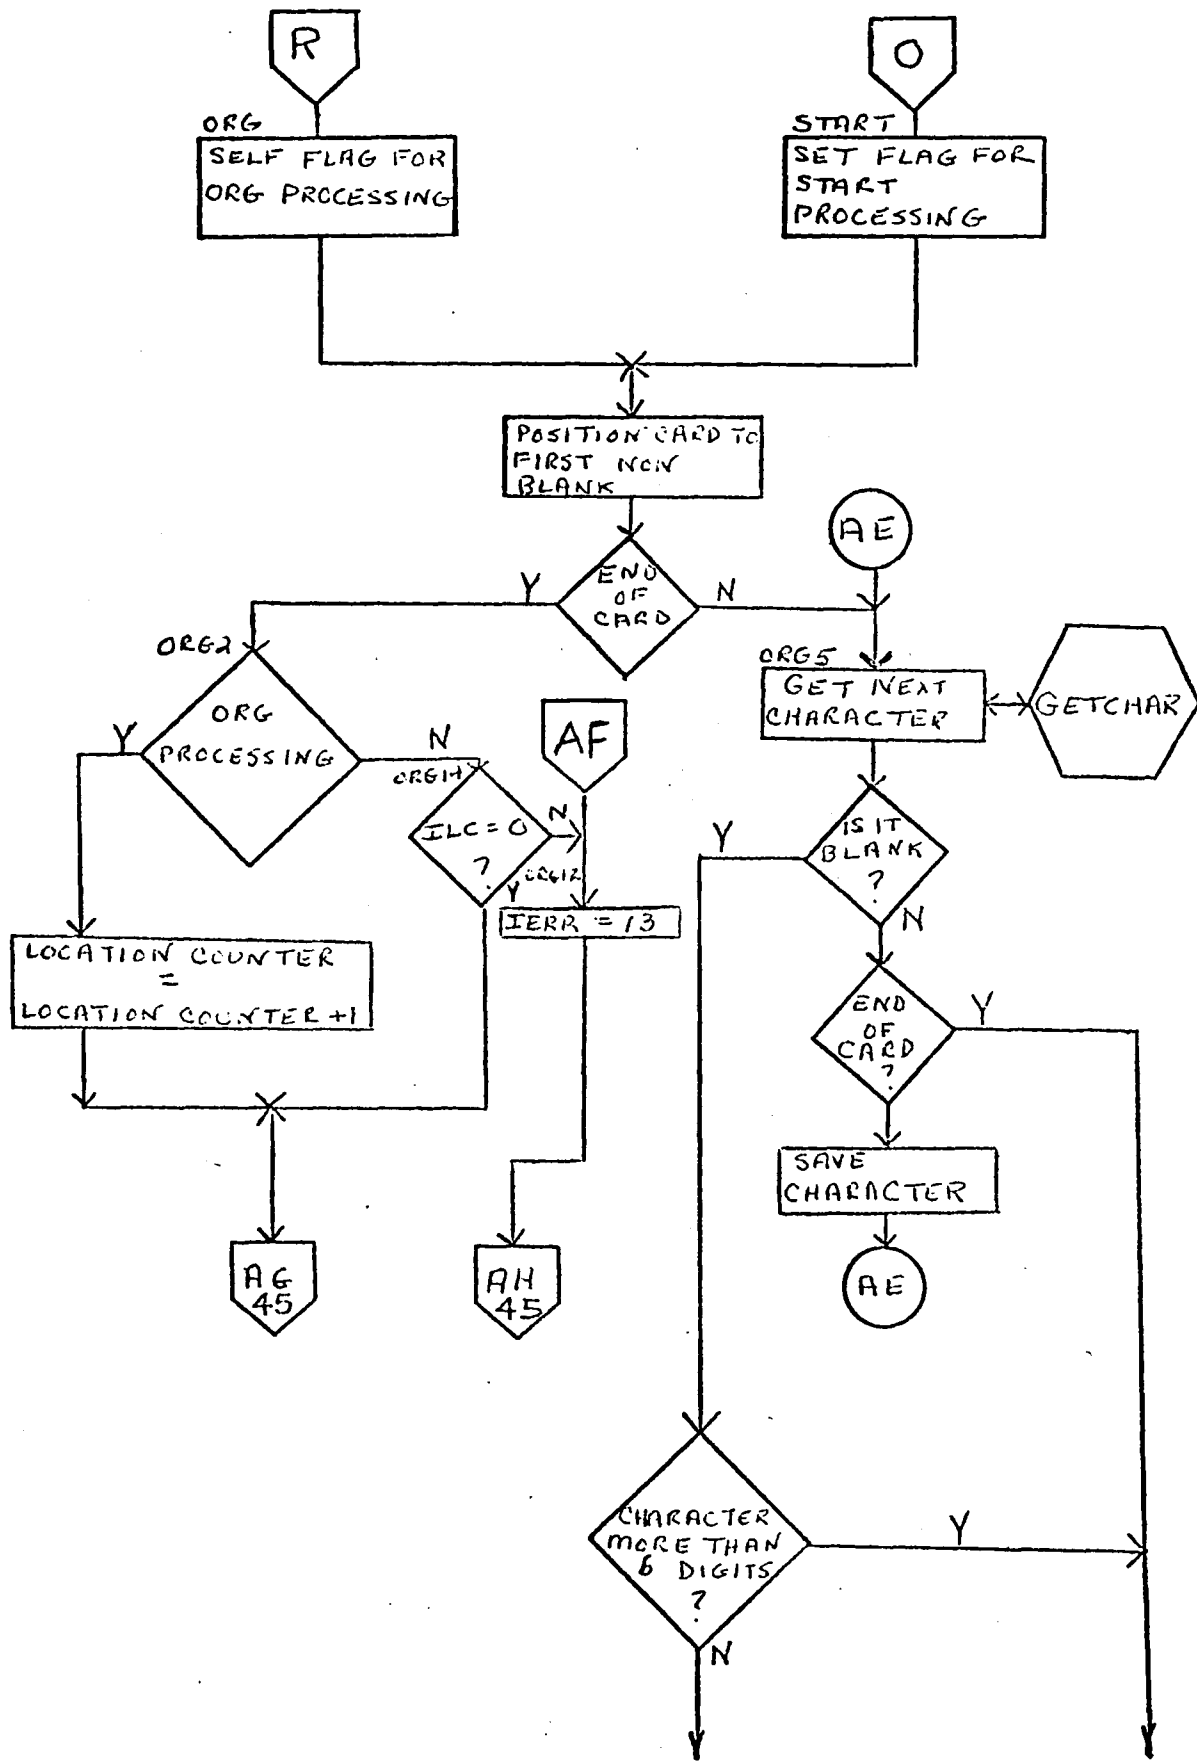 R
O
ORG
SELF FLAG FOR
ORG PROCESSING
START
SET FLAG FOR
START
PROCESSING
POSITION CARD TO
FIRST NON
BLANK
AE
END
OF
CARD
Y
N
ORG2
ORG
PROCESSING
Y
N
AF
ORG5
GET NEXT
CHARACTER
GETCHAR
ILC = 0
?
N
Y
ORG12
IERR = 13
IS IT
BLANK
?
Y
N
LOCATION COUNTER
=
LOCATION COUNTER +1
END
OF
CARD
?
Y
SAVE
CHARACTER
AE
AG
45
AH
45
CHARACTER
MORE THAN
6 DIGITS
?
Y
N